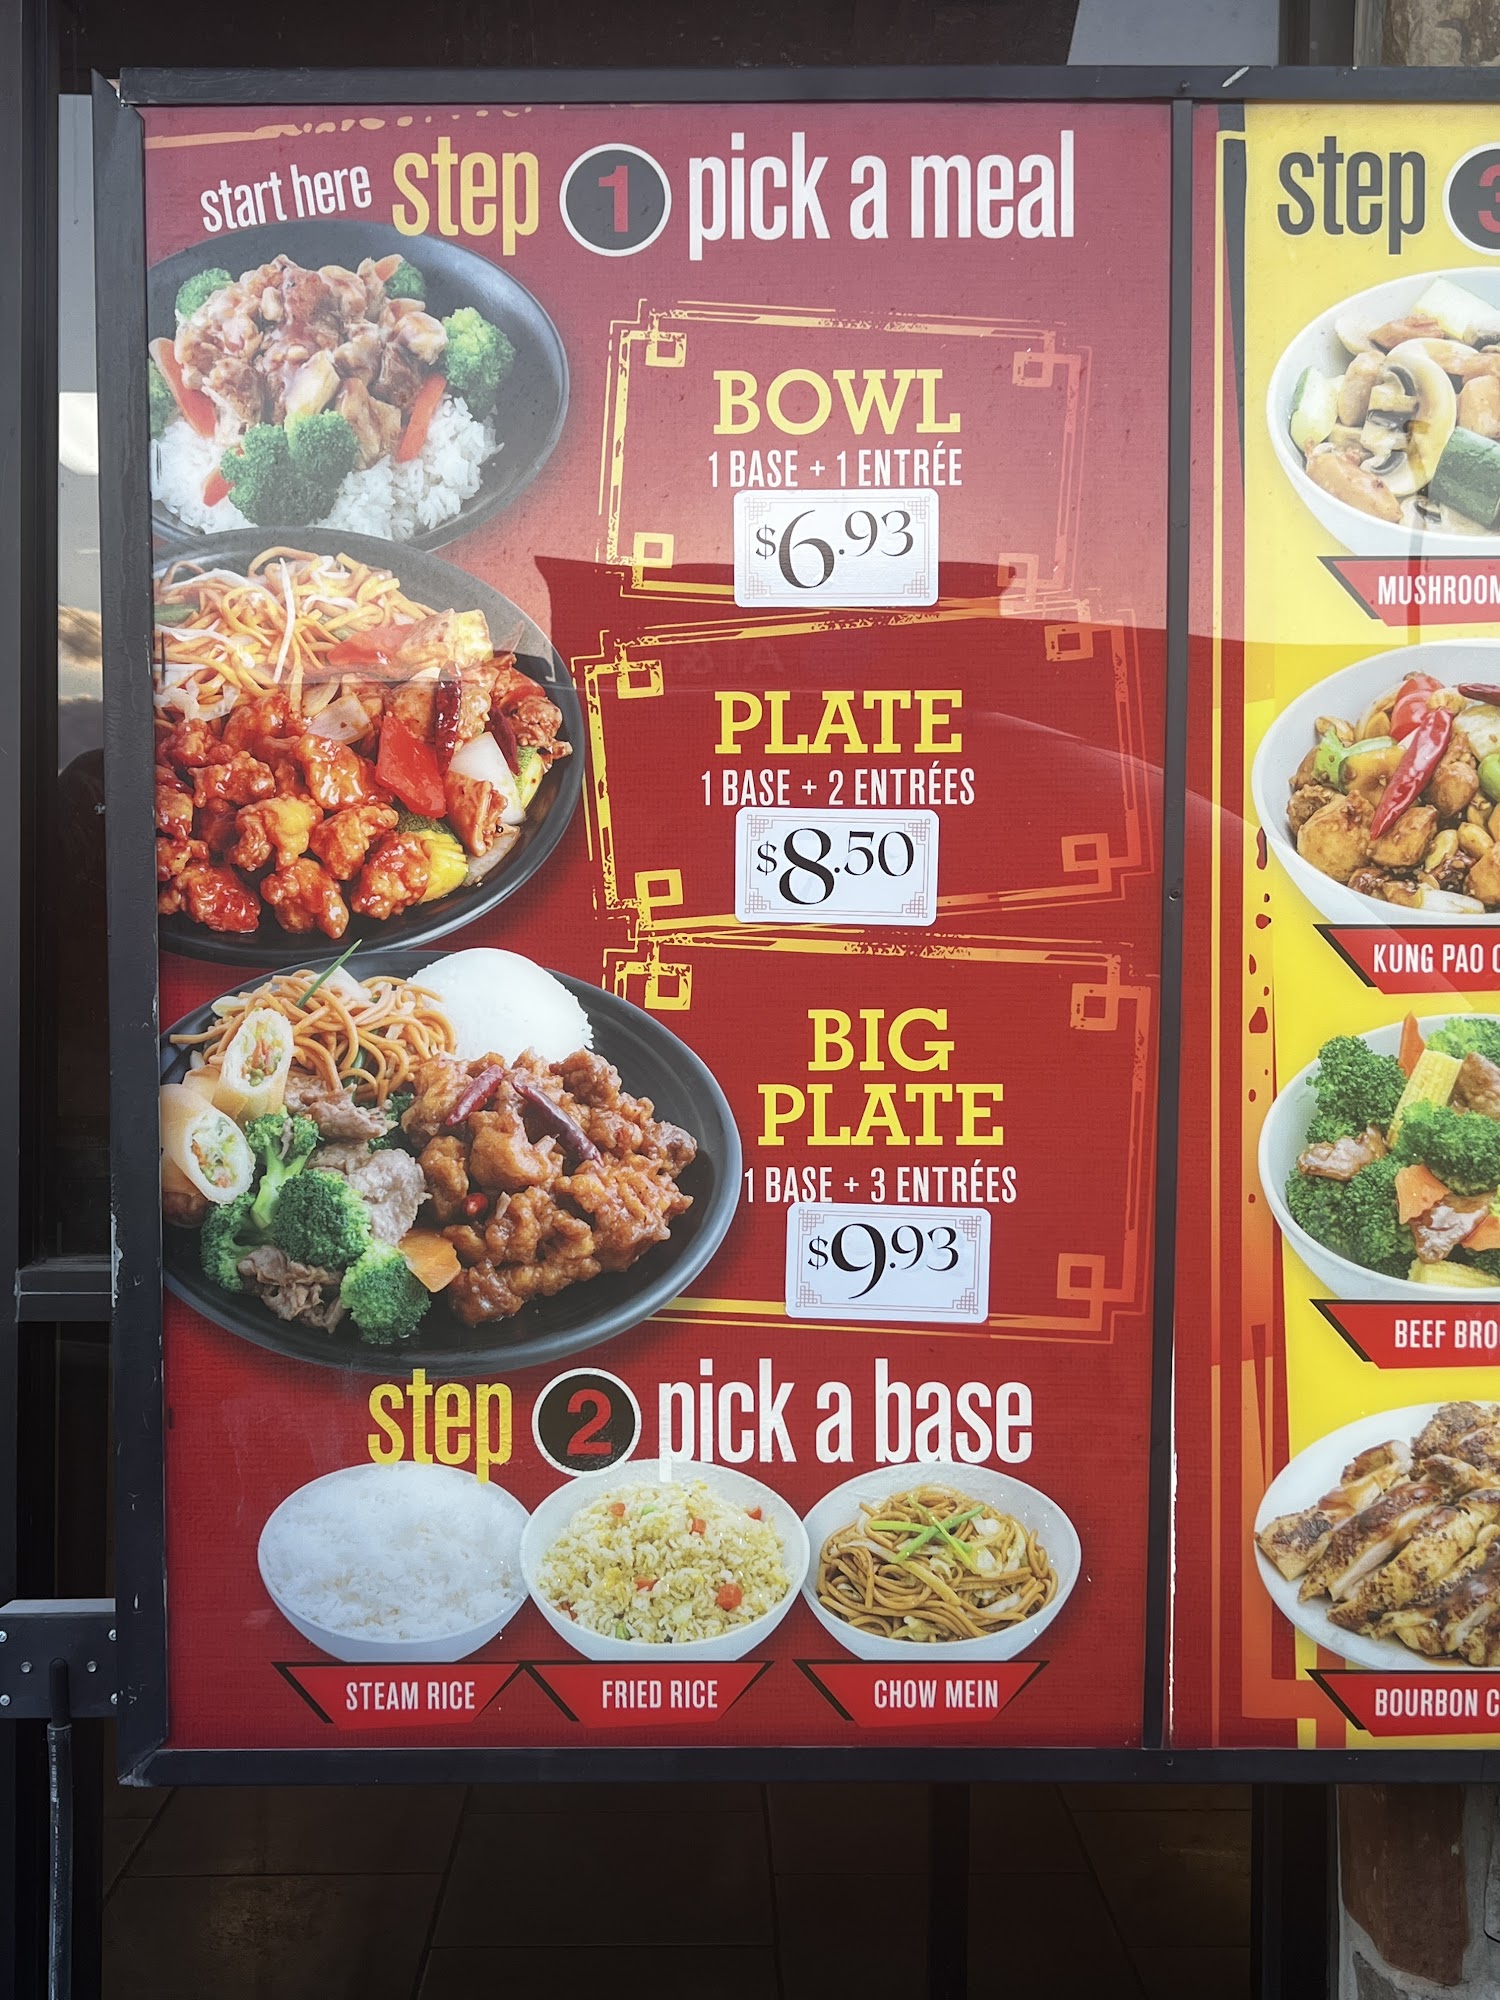 start here step 1 pick a meal
BOWL
1 BASE + 1 ENTRÉE
$6.93
PLATE
1 BASE + 2 ENTRÉES
$8.50
BIG
PLATE
1 BASE + 3 ENTRÉES
$9.93
step 2 pick a base
STEAM RICE
FRIED RICE
CHOW MEIN
step 3
MUSHROOM
KUNG PAO
BEEF
BOURBON